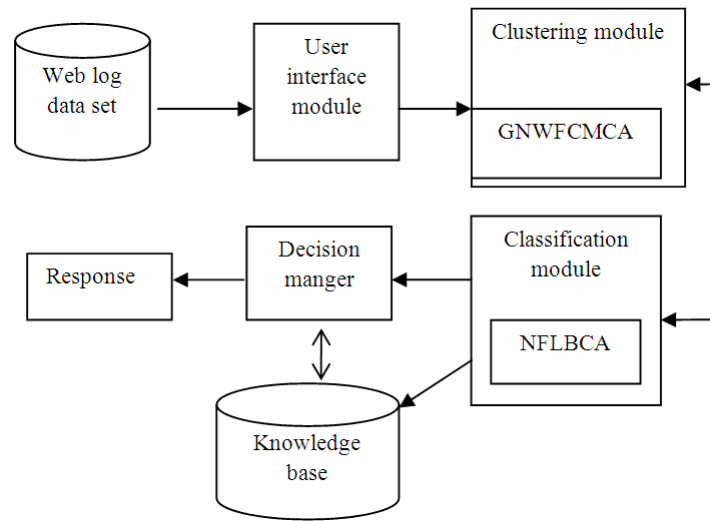 Web log
data set
User
interface
module
Clustering module
GNWFCMCA
Response
Decision
manger
Classification
module
NFLBCA
Knowledge
base